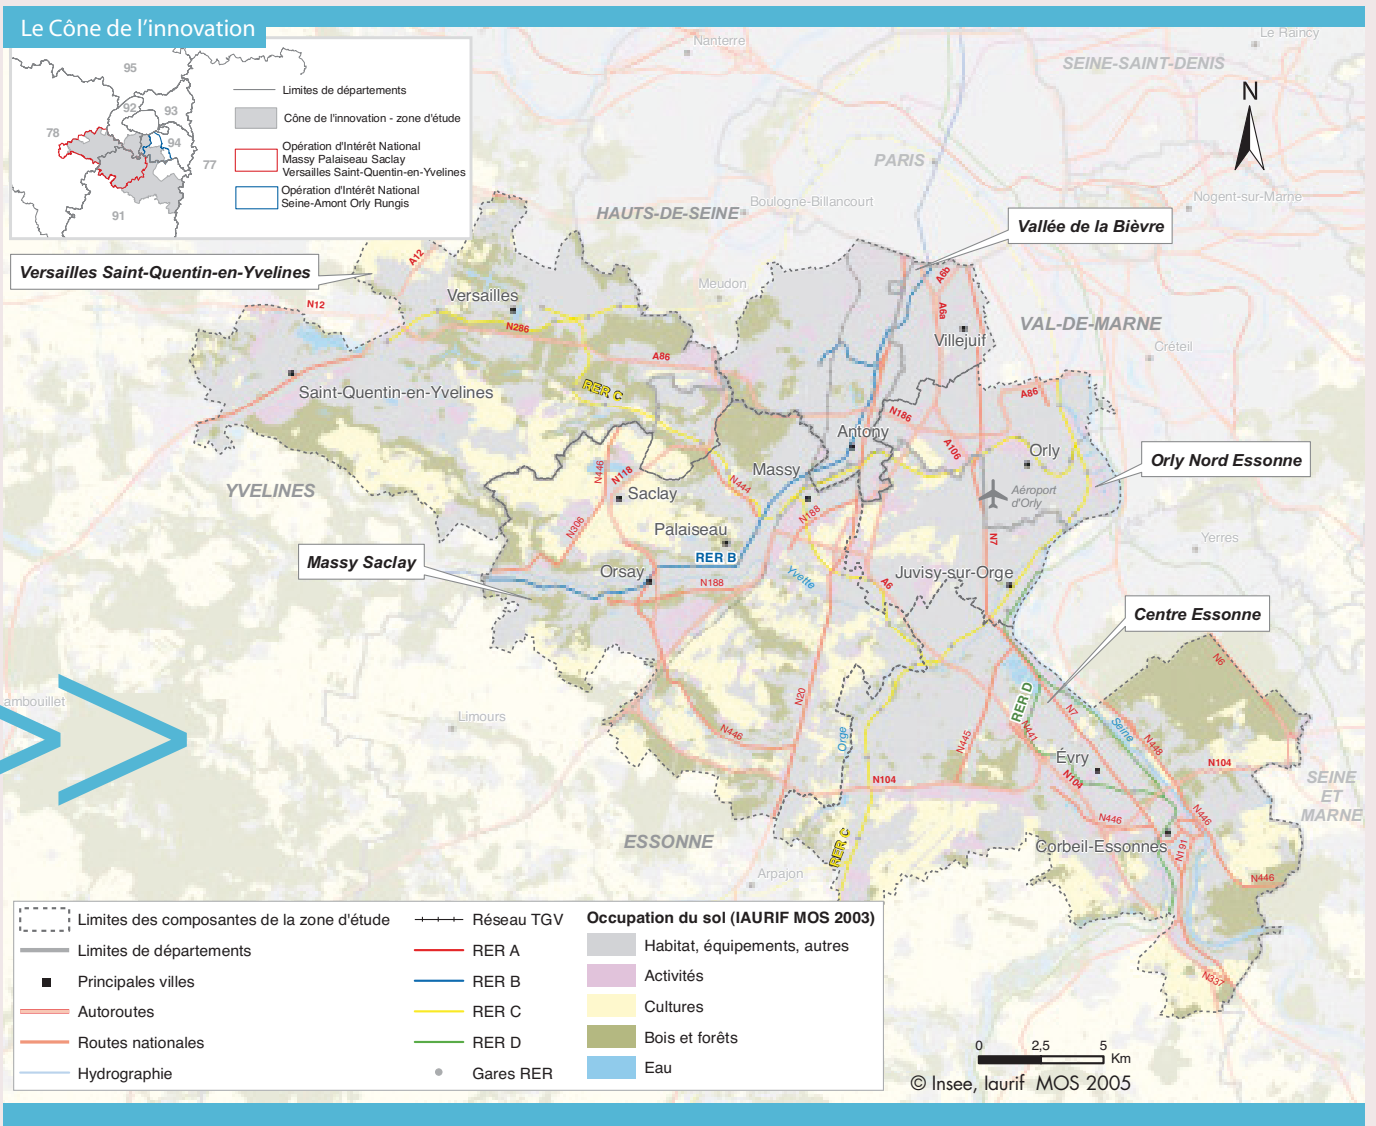 Le Cône de l'innovation
95
92
93
78
94
77
91
Limites de départements
Cône de l'innovation - zone d'étude
Opération d'Intérêt National
Massy Palaiseau Saclay
Versailles Saint-Quentin-en-Yvelines
Opération d'Intérêt National
Seine-Amont Orly Rungis
Nanterre
Le Raincy
SEINE-SAINT-DENIS
N
PARIS
Boulogne-Billancourt
HAUTS-DE-SEINE
Nogent-sur-Marne
Vallée de la Bièvre
Versailles Saint-Quentin-en-Yvelines
A12
A6b
Meudon
Versailles
N12
A6a
N286
VAL-DE-MARNE
Villejuif
Créteil
A86
Saint-Quentin-en-Yvelines
RER C
A86
N186
Antony
A106
Orly
Orly Nord Essonne
Massy
N446
N118
N444
YVELINES
Saclay
Aéroport
d'Orly
N306
N188
Palaiseau
N7
Yerres
Massy Saclay
RER B
Orsay
Yvette
N188
A6
Juvisy-sur-Orge
Centre Essonne
N6
N20
RER D
ambouillet
Limours
N7
Seine
N446
Orge
N445
N441
N448
Évry
N104
N104
N104
SEINE
ET
MARNE
N446
N446
ESSONNE
RER C
Corbeil-Essonnes
N191
Arpajon
N446
N337
Limites des composantes de la zone d'étude
Limites de départements
Principales villes
Autoroutes
Routes nationales
Hydrographie
Réseau TGV
RER A
RER B
RER C
RER D
Gares RER
Occupation du sol (IAURIF MOS 2003)
Habitat, équipements, autres
Activités
Cultures
Bois et forêts
Eau
0 2,5 5
Km
© Insee, Iaurif MOS 2005